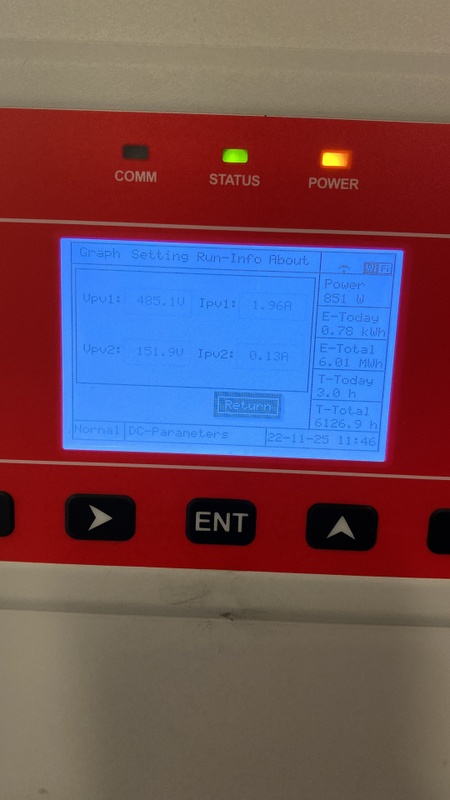 COMM STATUS POWER
Graph Setting Run-Info About
WiFi
Upv1: 485.1V Ipv1: 1.96A
Upv2: 151.9V Ipv2: 0.13A
Return
Power
851 W
E-Today
0.78 kWh
E-Total
6.01 MWh
T-Today
3.0 h
T-Total
6126.9 h
Normal DC-Parameters 22-11-25 11:46
ENT